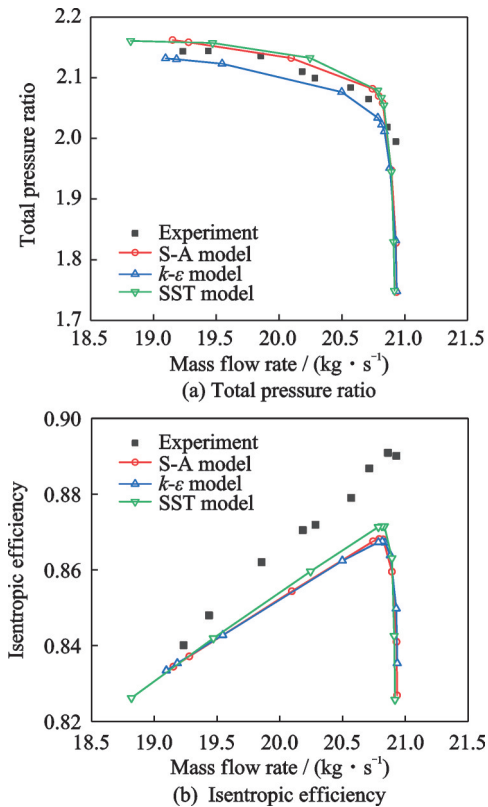 2.2
2.1
2.0
1.9
1.8
1.7
Total pressure ratio
Experiment
S-A model
k-ε model
SST model
18.5 19.0 19.5 20.0 20.5 21.0 21.5
Mass flow rate / (kg · s⁻¹)
(a) Total pressure ratio
0.90
0.88
0.86
0.84
0.82
Isentropic efficiency
Experiment
S-A model
k-ε model
SST model
18.5 19.0 19.5 20.0 20.5 21.0 21.5
Mass flow rate / (kg · s⁻¹)
(b) Isentropic efficiency